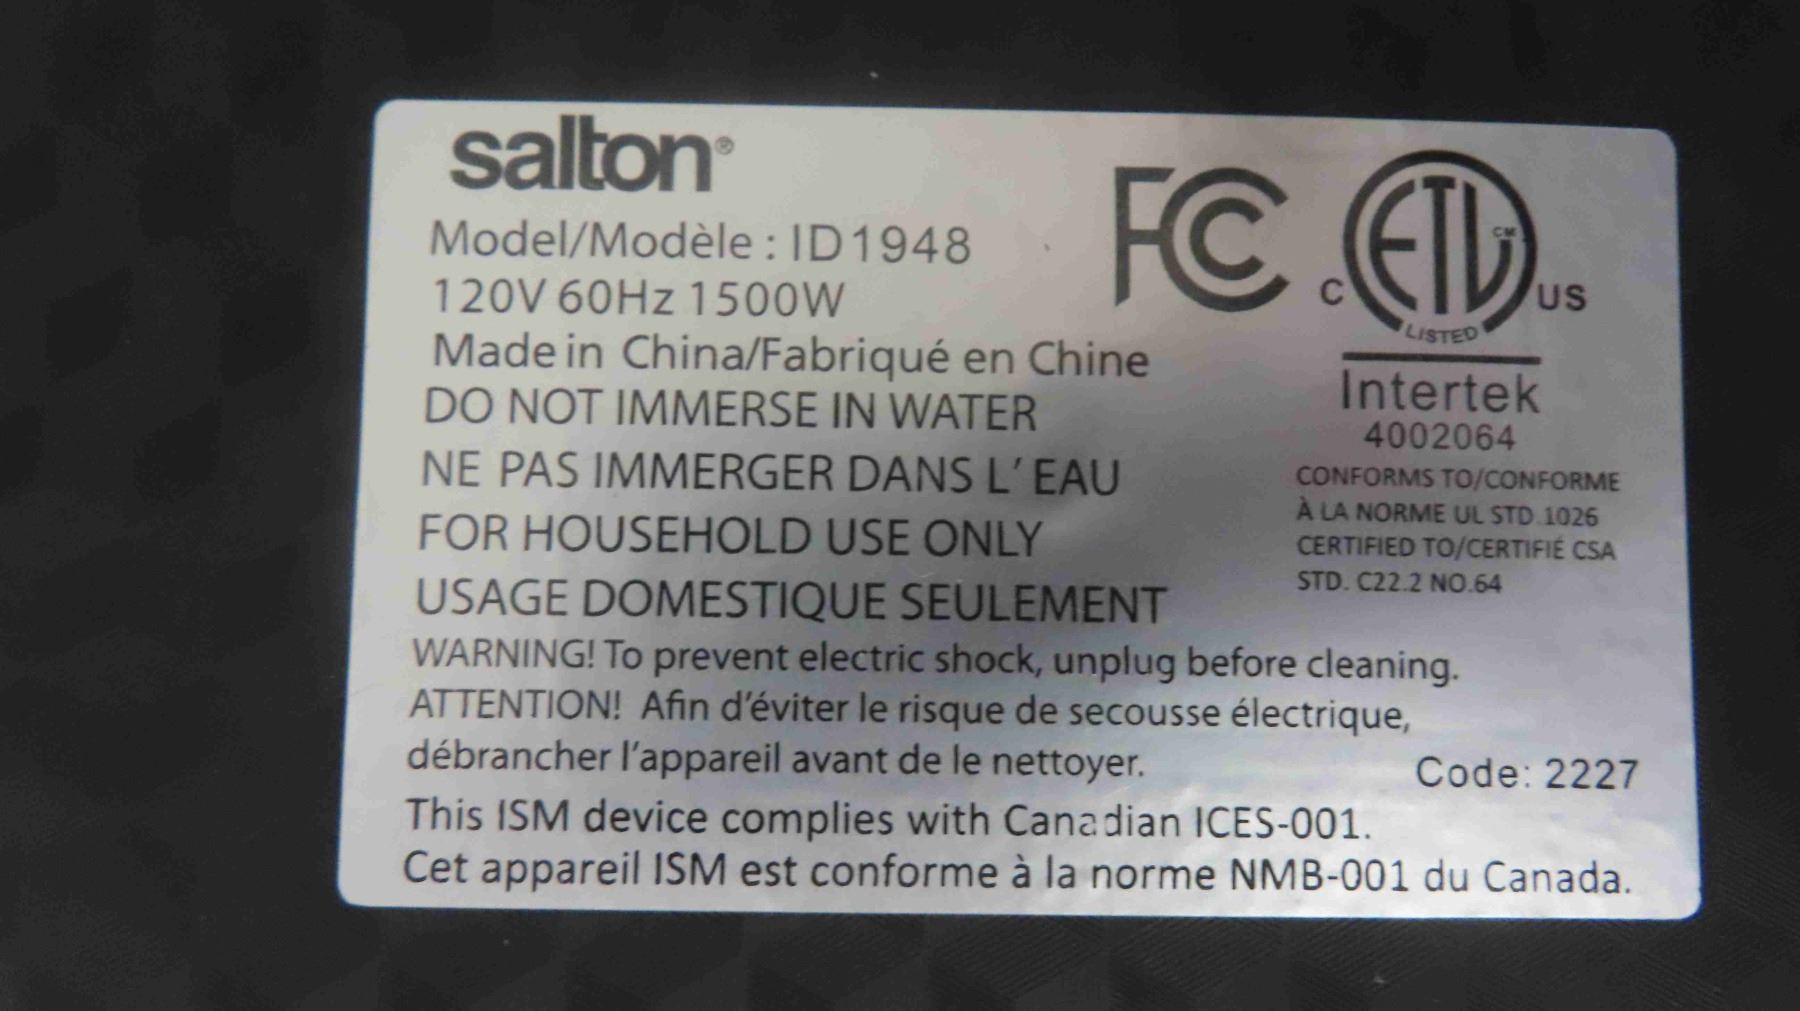 salton®
Model/Modèle : ID1948
120V 60Hz 1500W
Made in China/Fabriqué en Chine
DO NOT IMMERSE IN WATER
NE PAS IMMERGER DANS L' EAU
FOR HOUSEHOLD USE ONLY
USAGE DOMESTIQUE SEULEMENT
WARNING! To prevent electric shock, unplug before cleaning.
ATTENTION! Afin d'éviter le risque de secousse électrique,
débrancher l'appareil avant de le nettoyer.
This ISM device complies with Canadian ICES-001.
Cet appareil ISM est conforme à la norme NMB-001 du Canada.
FC
C ETL CM US
LISTED
Intertek
4002064
CONFORMS TO/CONFORME
À LA NORME UL STD.1026
CERTIFIED TO/CERTIFIÉ CSA
STD. C22.2 NO.64
Code: 2227